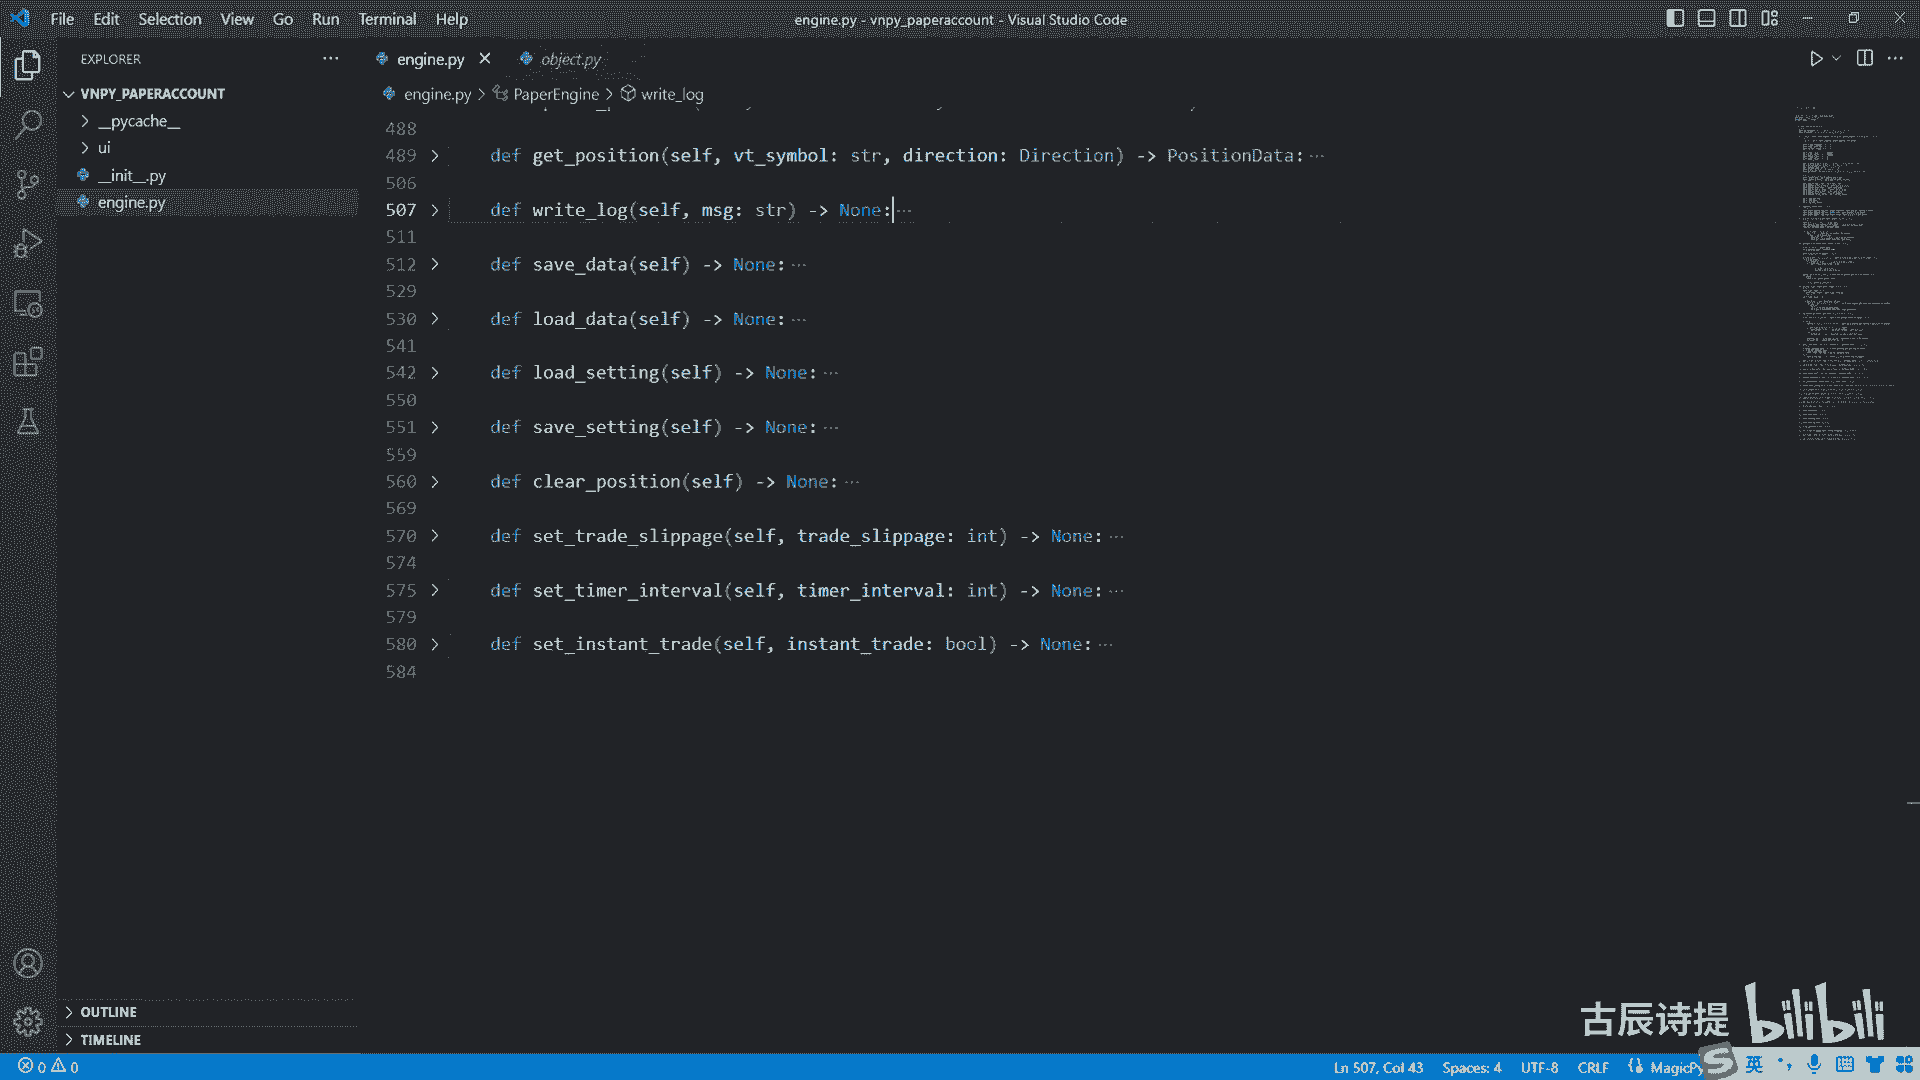 File Edit Selection View Go Run Terminal Help
engine.py - vnpy_paperaccount - Visual Studio Code
EXPLORER
VNPY_PAPERACCOUNT
__pycache__
ui
__init__.py
engine.py
OUTLINE
TIMELINE
engine.py
object.py
engine.py > PaperEngine > write_log
488
489 def get_position(self, vt_symbol: str, direction: Direction) -> PositionData:
506
507 def write_log(self, msg: str) -> None:
511
512 def save_data(self) -> None:
529
530 def load_data(self) -> None:
541
542 def load_setting(self) -> None:
550
551 def save_setting(self) -> None:
559
560 def clear_position(self) -> None:
569
570 def set_trade_slippage(self, trade_slippage: int) -> None:
574
575 def set_timer_interval(self, timer_interval: int) -> None:
579
580 def set_instant_trade(self, instant_trade: bool) -> None:
584
古辰诗提 bilibili
0 0
Ln 507, Col 43 Spaces: 4 UTF-8 CRLF MagicPy
英